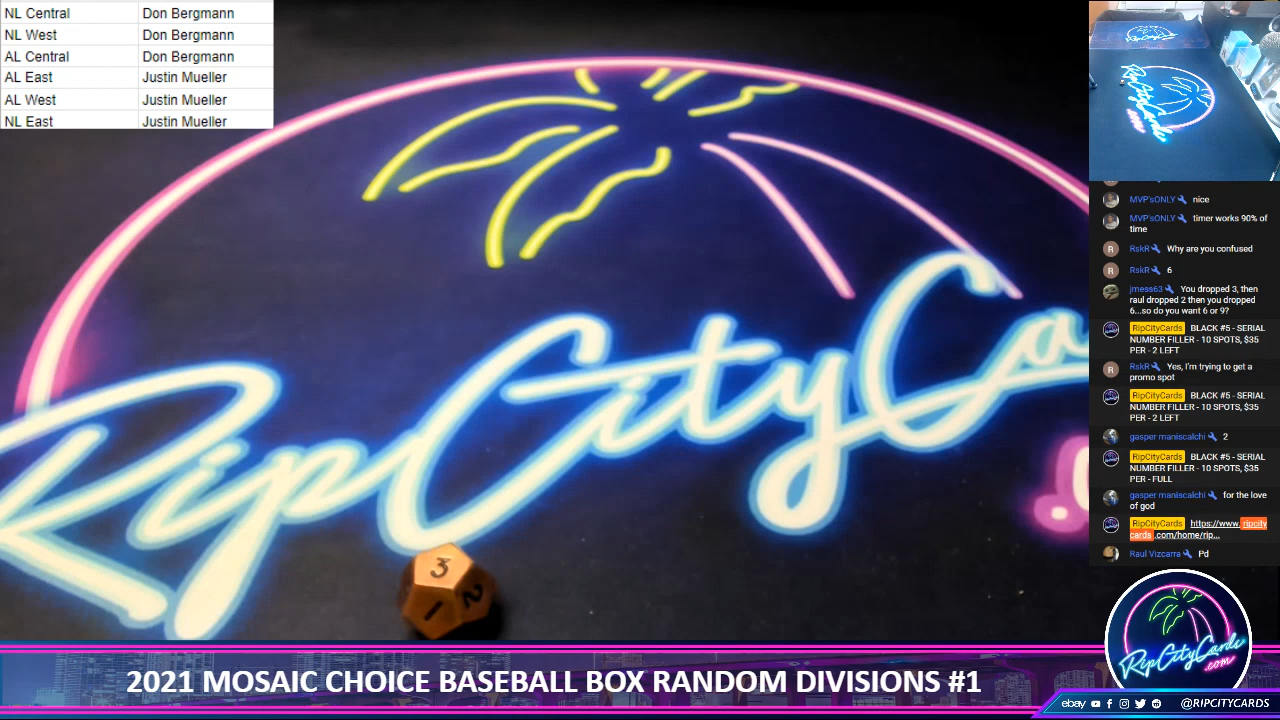 NL Central Don Bergmann
NL West Don Bergmann
AL Central Don Bergmann
AL East Justin Mueller
AL West Justin Mueller
NL East Justin Mueller
RipCityCa
3
1
2
MVP'sONLY nice
MVP'sONLY timer works 90% of
time
RskR Why are you confused
R
RskR 6
R
jmess63 You dropped 3, then
raul dropped 2 then you dropped
6...so do you want 6 or 9?
RipCityCards BLACK #5 - SERIAL
NUMBER FILLER - 10 SPOTS, $35
PER - 2 LEFT
RskR Yes, I'm trying to get a
R
promo spot
RipCityCards BLACK #5 - SERIAL
NUMBER FILLER - 10 SPOTS, $35
PER - 2 LEFT
gasper maniscalchi 2
RipCityCards BLACK #5 - SERIAL
NUMBER FILLER - 10 SPOTS, $35
PER - FULL
gasper maniscalchi for the love
of god
RipCityCards https://www.ripcity
cards.com/home/rip...
Raul Vizcarra Pd
RipCityCards
.com
2021 MOSAIC CHOICE BASEBALL BOX RANDOM DIVISIONS #1
ebay @RIPCITYCARDS